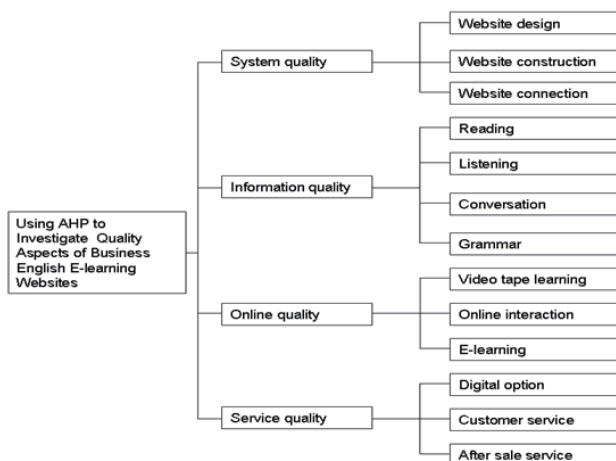 Using AHP to
Investigate Quality
Aspects of Business
English E-learning
Websites
System quality
Website design
Website construction
Website connection
Information quality
Reading
Listening
Conversation
Grammar
Online quality
Video tape learning
Online interaction
E-learning
Service quality
Digital option
Customer service
After sale service